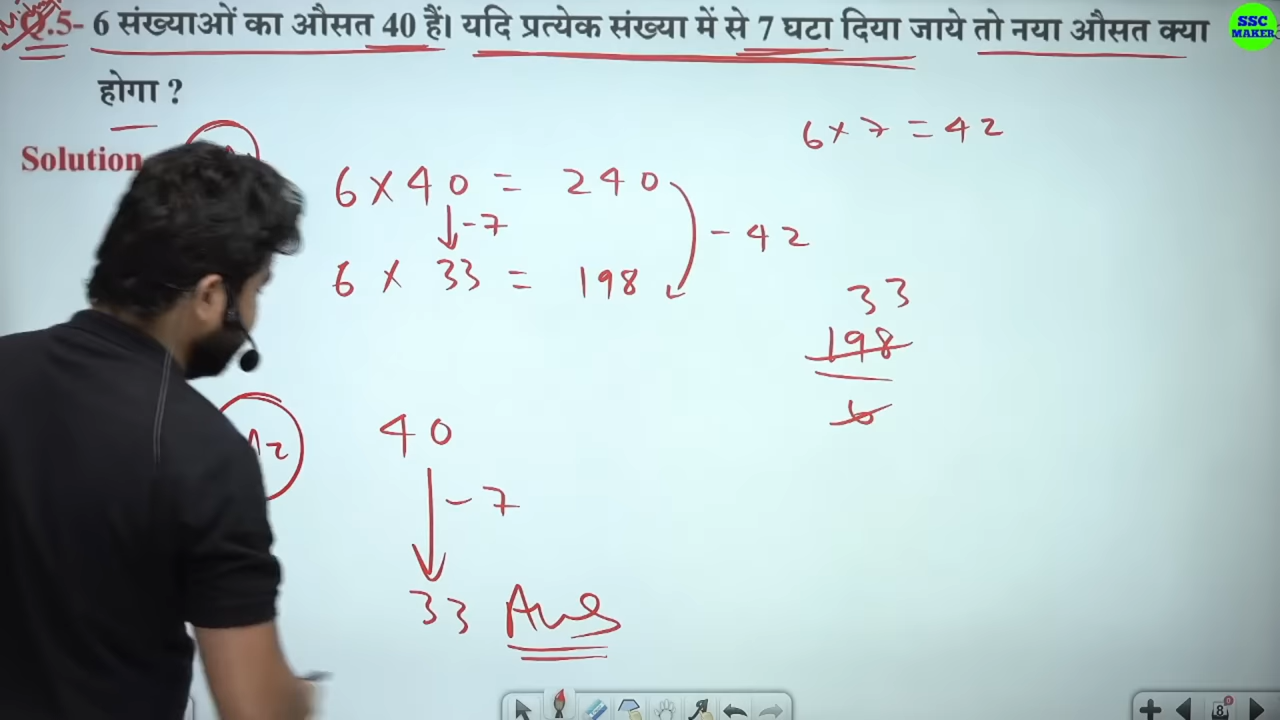 Q.5- 6 संख्याओं का औसत 40 हैं। यदि प्रत्येक संख्या में से 7 घटा दिया जाये तो नया औसत क्या
होगा ?
SSC
MAKER
Solution
6 x 7 = 42
6 x 40 = 240
-7
- 42
6 x 33 = 198
33
198
6
40
-7
33 Ans
8